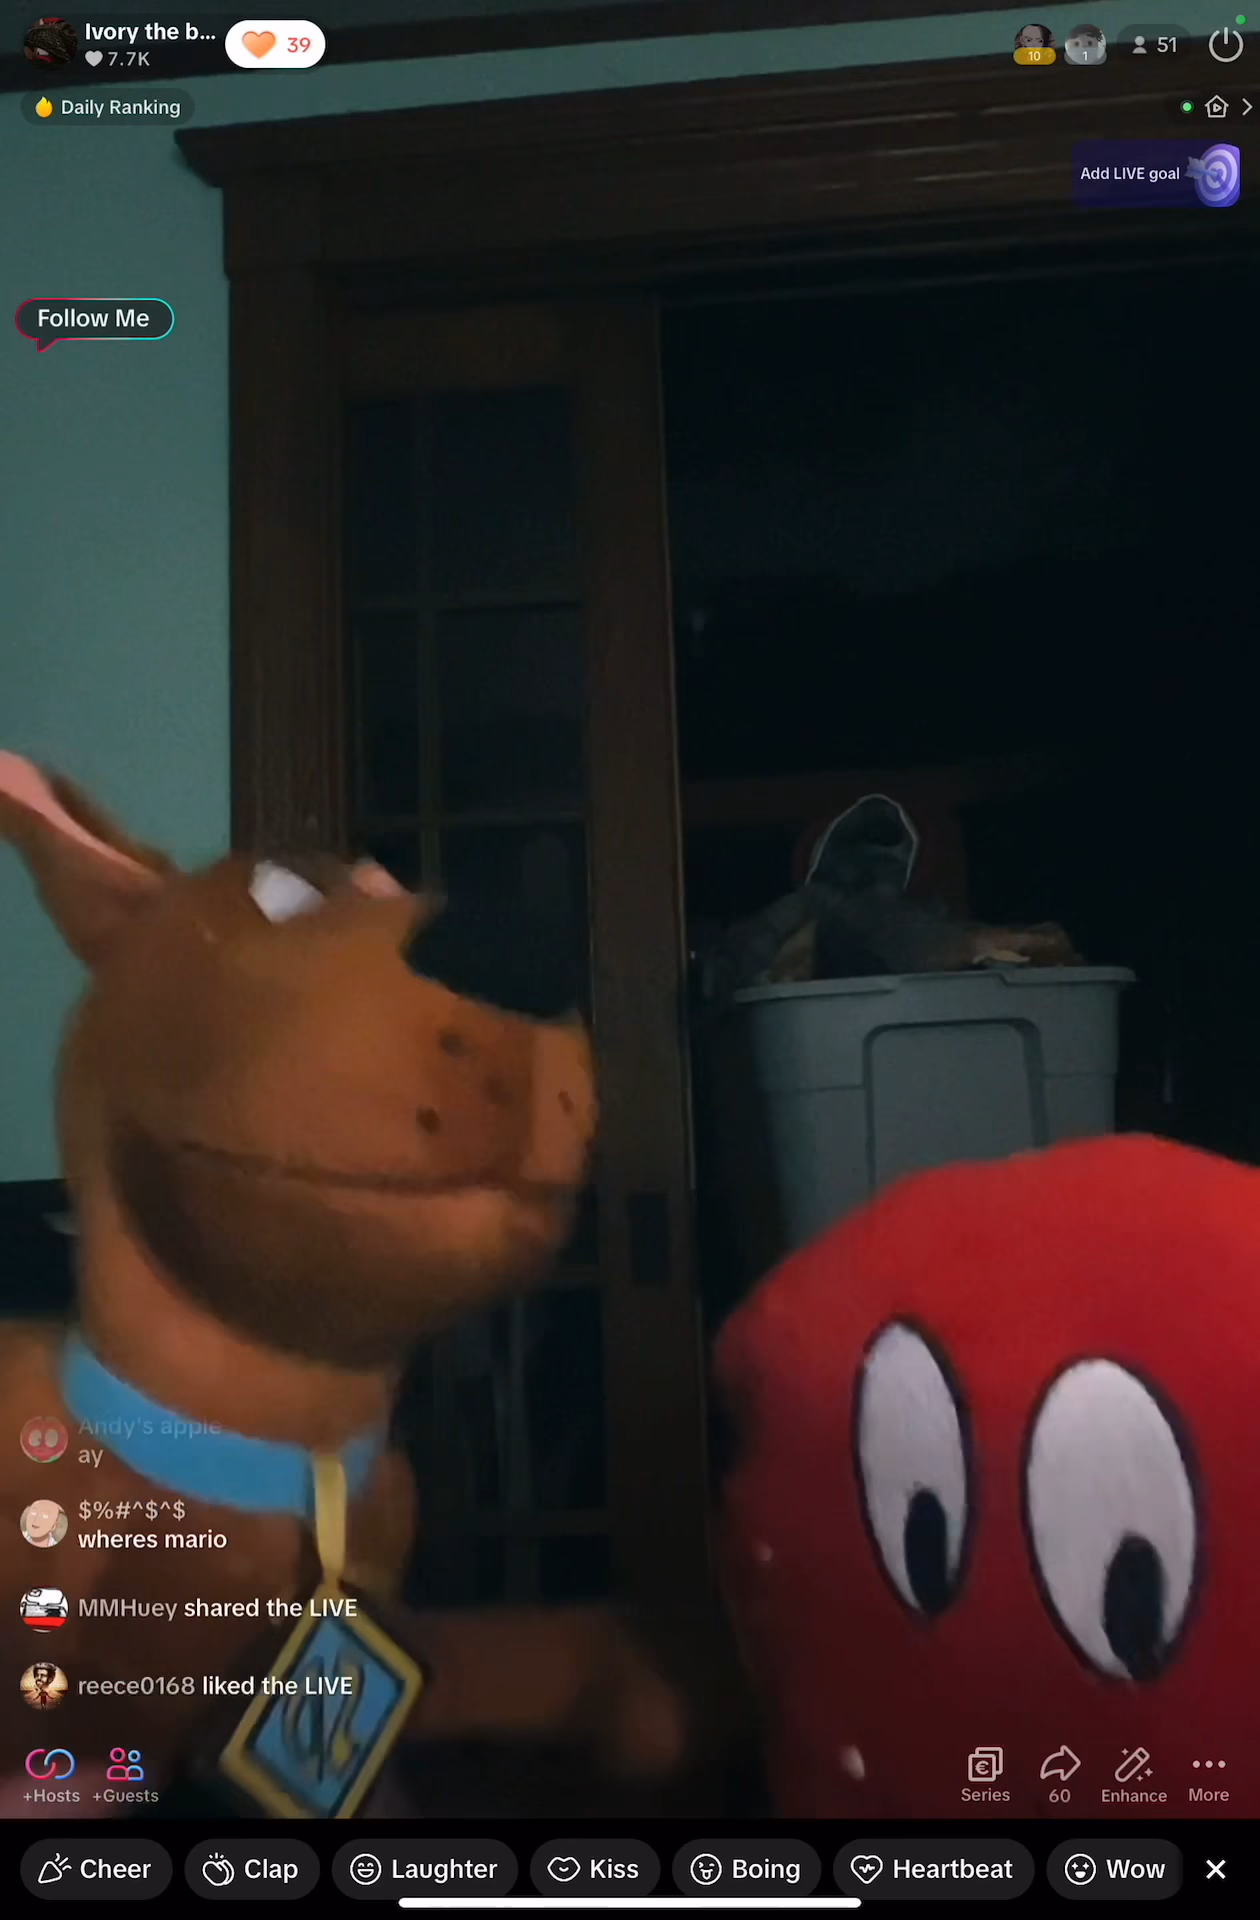 Ivory the b...
7.7K
39
10
1
51
Daily Ranking
Add LIVE goal
Follow Me
Andy's apple
ay
$%#^$^$
wheres mario
MMHuey shared the LIVE
reece0168 liked the LIVE
+Hosts
+Guests
Series
60
Enhance
More
Cheer
Clap
Laughter
Kiss
Boing
Heartbeat
Wow